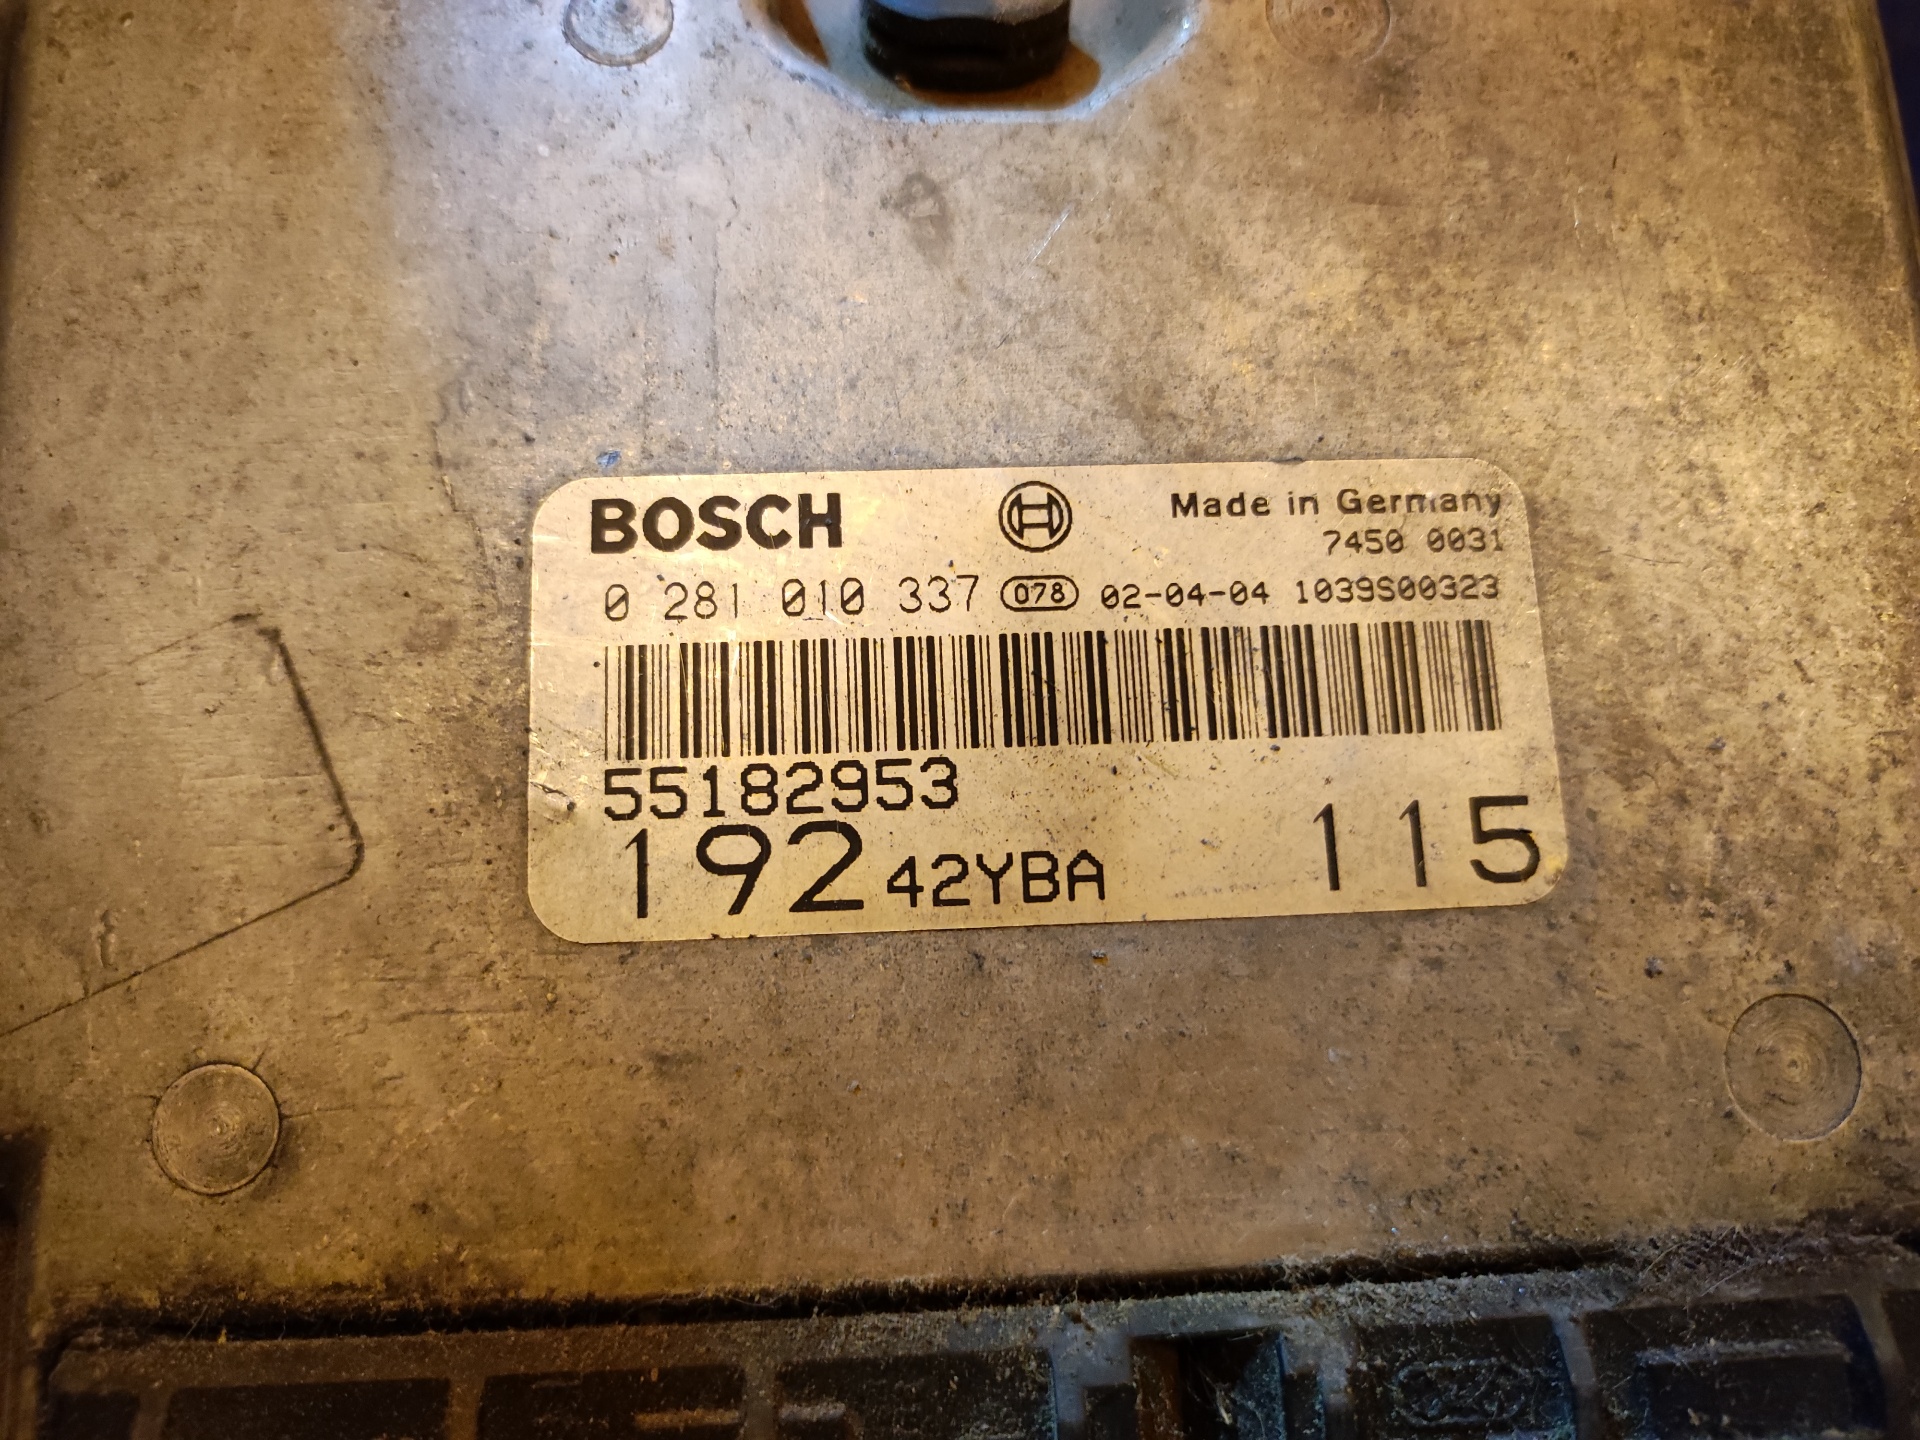 BOSCH Made in Germany
7450 0031
0 281 010 337 078 02-04-04 1039S00323
55182953
192 42YBA 115